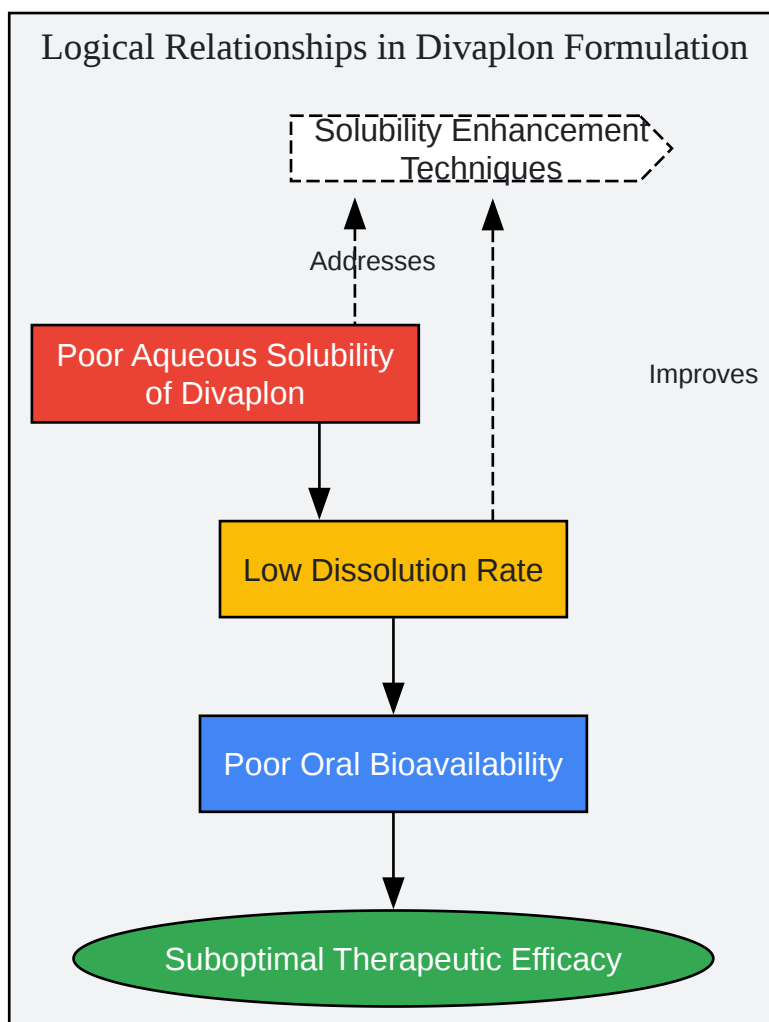 Logical Relationships in Divaplon Formulation
Solubility Enhancement
Techniques
Addresses
Poor Aqueous Solubility
of Divaplon
Improves
Low Dissolution Rate
Poor Oral Bioavailability
Suboptimal Therapeutic Efficacy